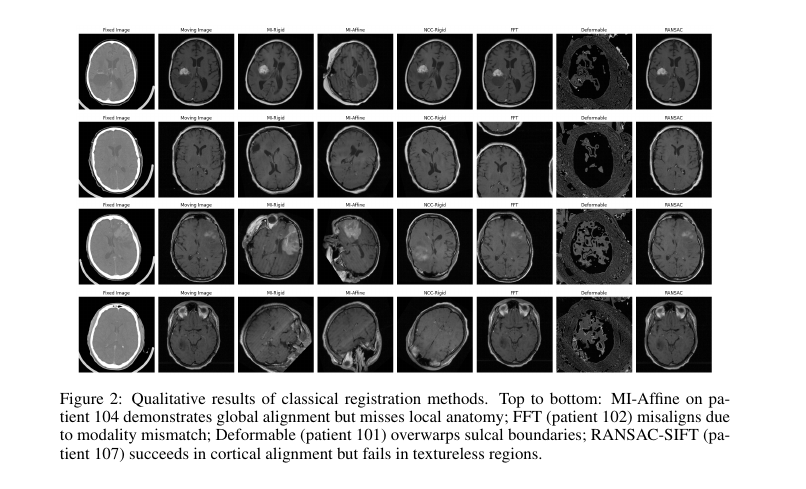 Fixed Image Moving Image MI-Rigid MI-Affine NCC-Rigid FFT Deformable RANSAC
Fixed Image Moving Image MI-Rigid MI-Affine NCC-Rigid FFT Deformable RANSAC
Fixed Image Moving Image MI-Rigid MI-Affine NCC-Rigid FFT Deformable RANSAC
Fixed Image Moving Image MI-Rigid MI-Affine NCC-Rigid FFT Deformable RANSAC
Figure 2: Qualitative results of classical registration methods. Top to bottom: MI-Affine on pa-
tient 104 demonstrates global alignment but misses local anatomy; FFT (patient 102) misaligns due
to modality mismatch; Deformable (patient 101) overwarps sulcal boundaries; RANSAC-SIFT (pa-
tient 107) succeeds in cortical alignment but fails in textureless regions.